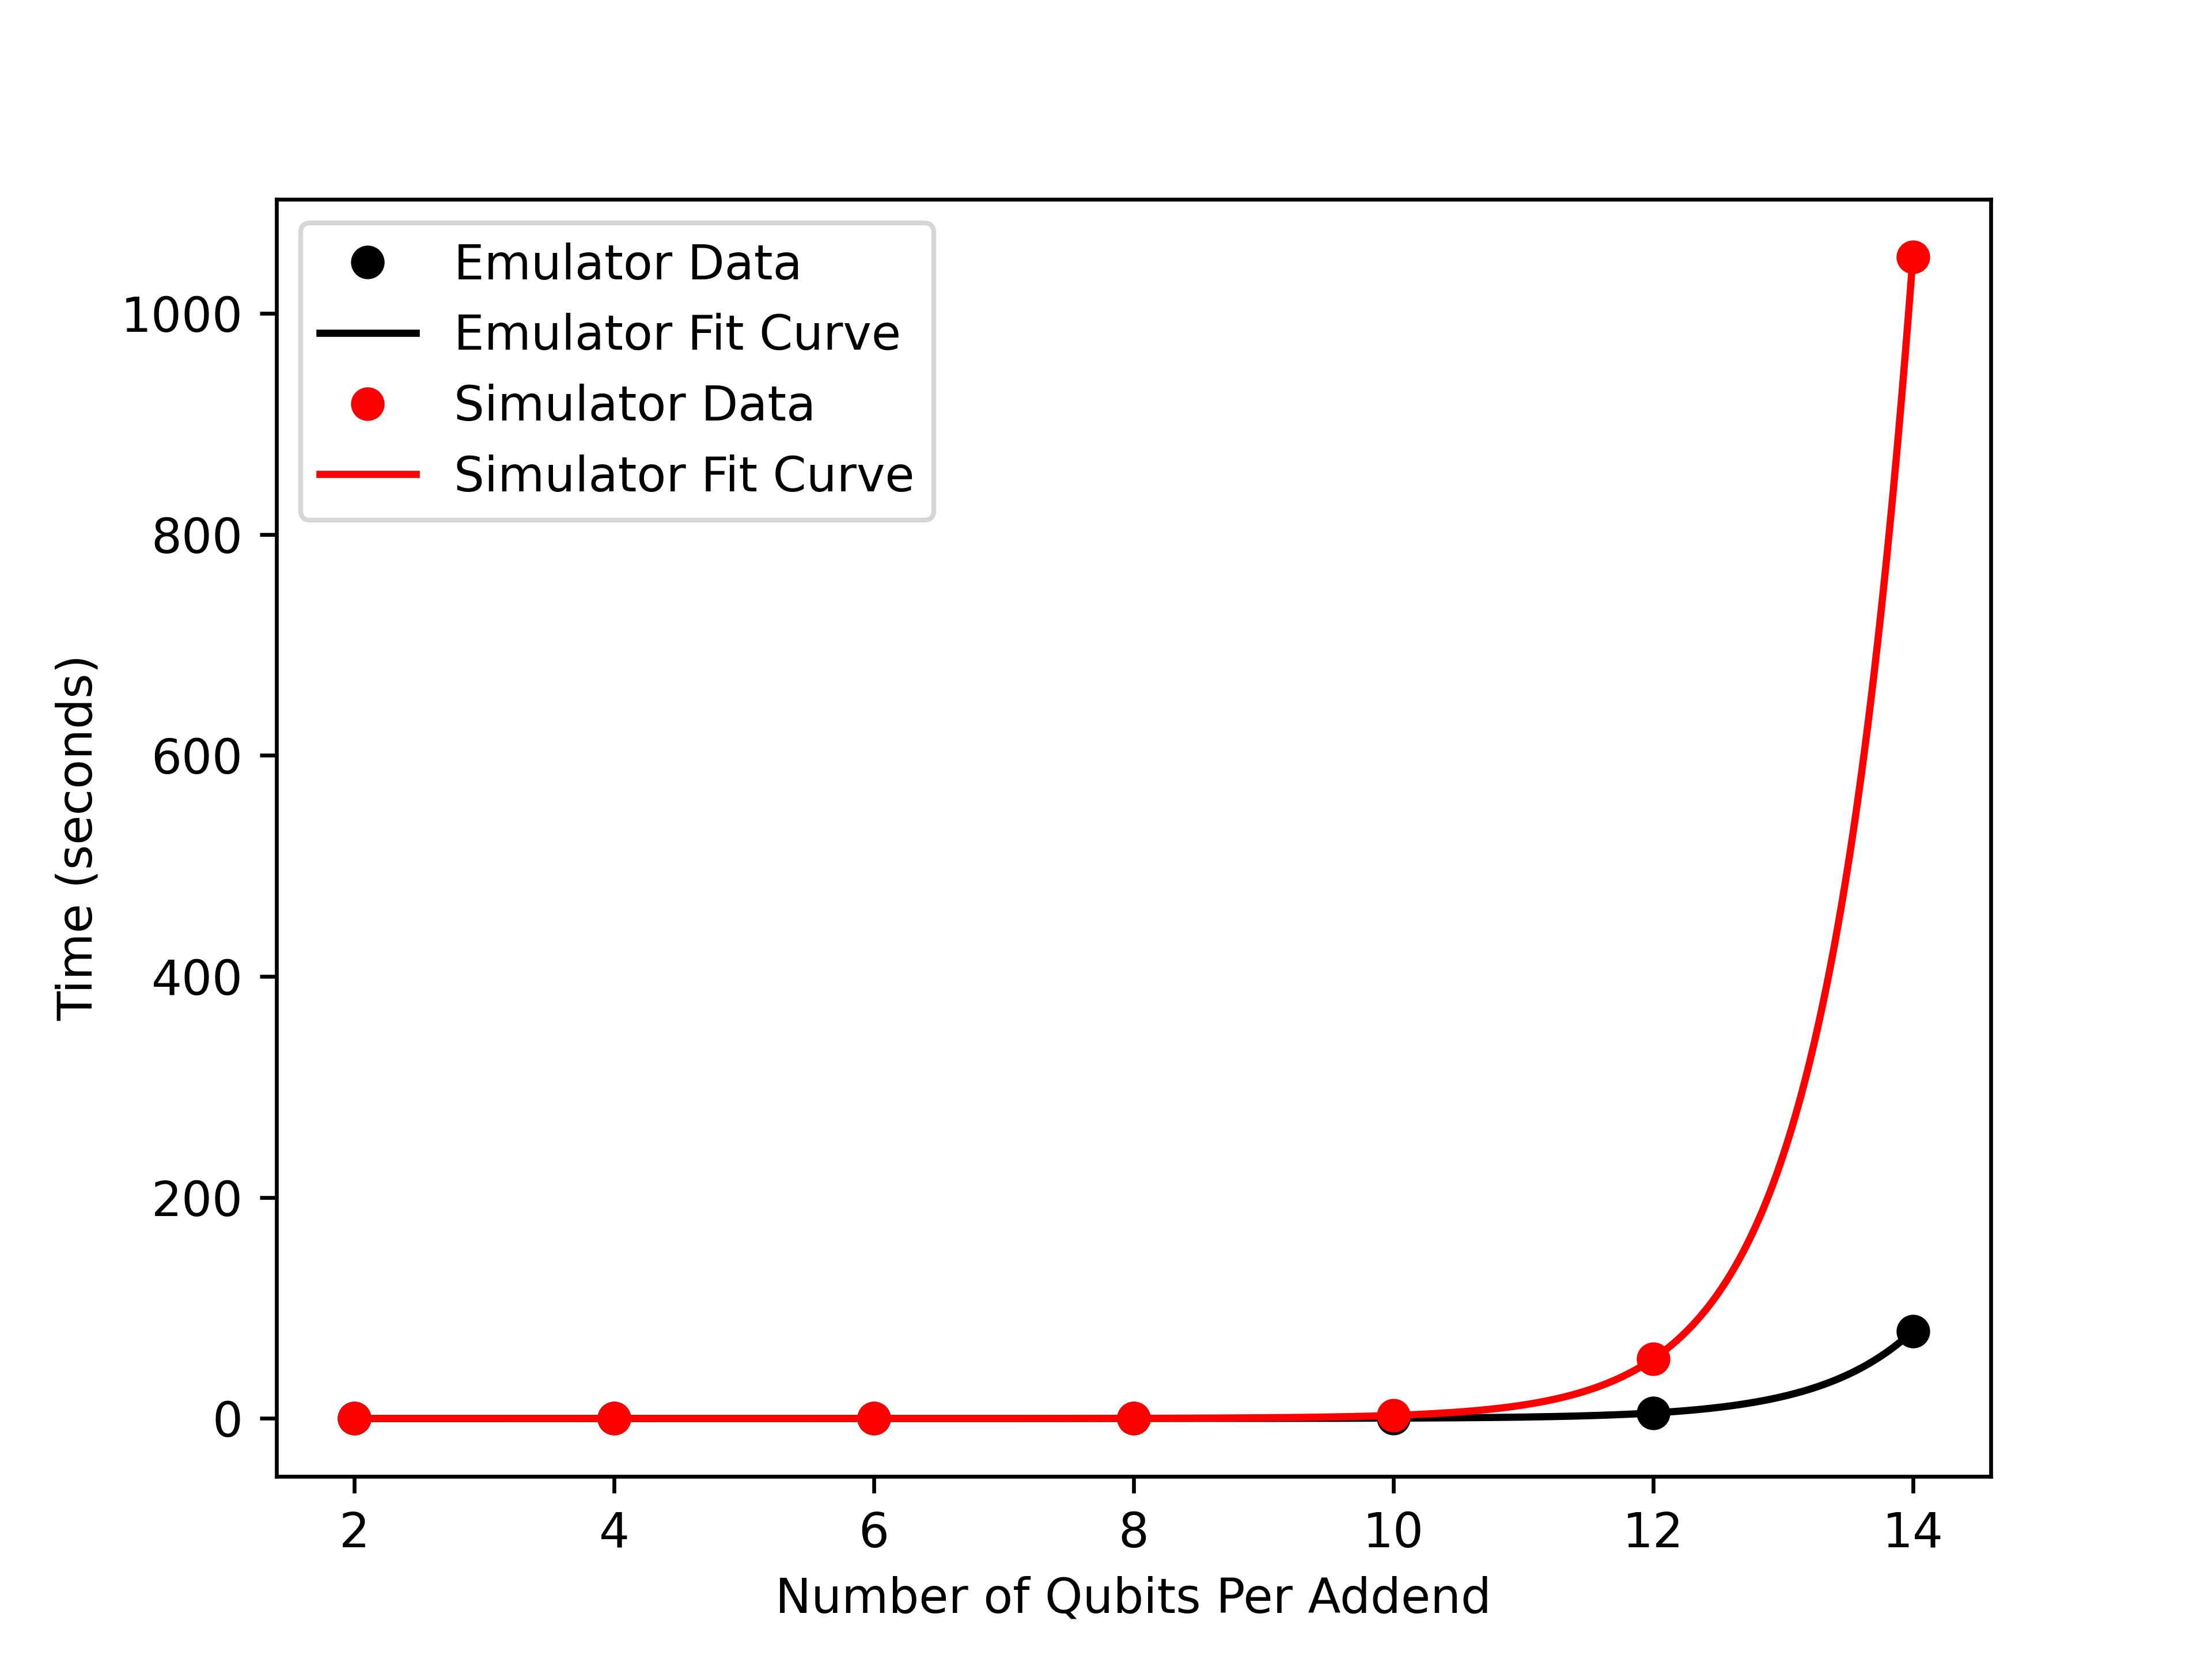 Emulator Data
Emulator Fit Curve
Simulator Data
Simulator Fit Curve
1000
800
600
400
200
0
Time (seconds)
2 4 6 8 10 12 14
Number of Qubits Per Addend